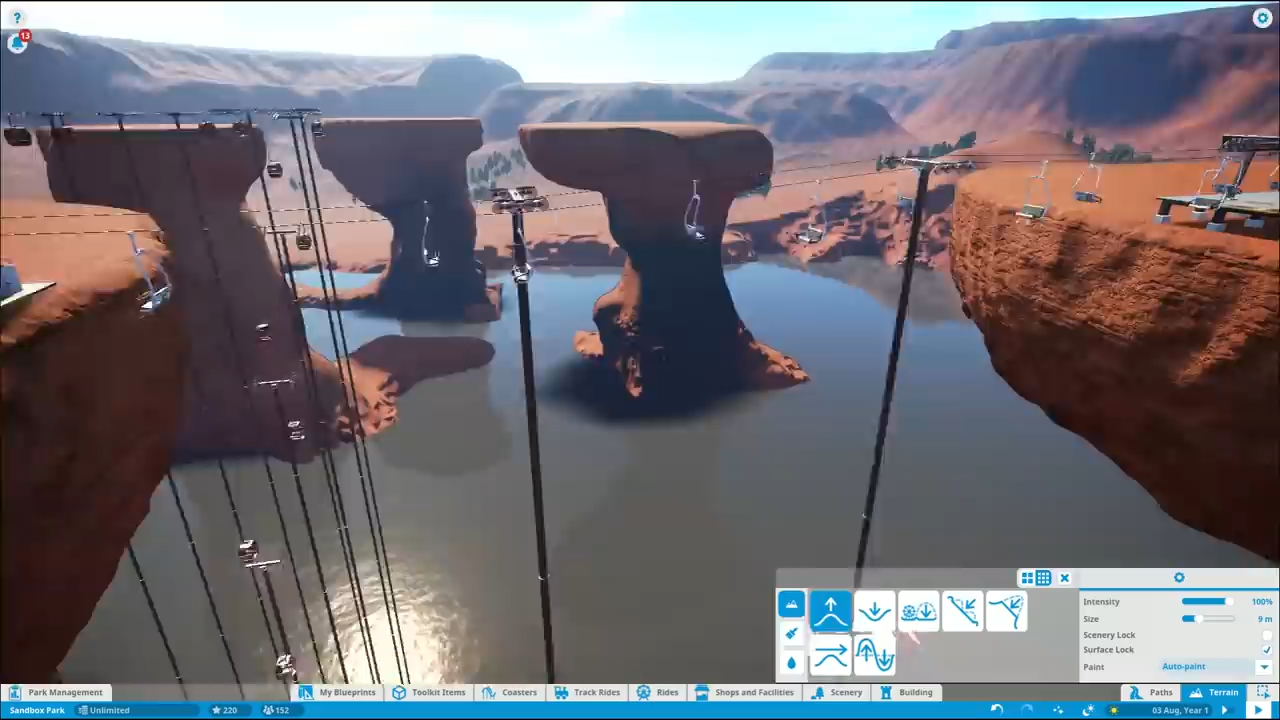 ?
13
Intensity 100%
Size 9 m
Scenery Lock
Surface Lock
Paint Auto-paint
Park Management My Blueprints Toolkit Items Coasters Track Rides Rides Shops and Facilities Scenery Building Paths Terrain
Sandbox Park Unlimited 220 152 03 Aug, Year 1